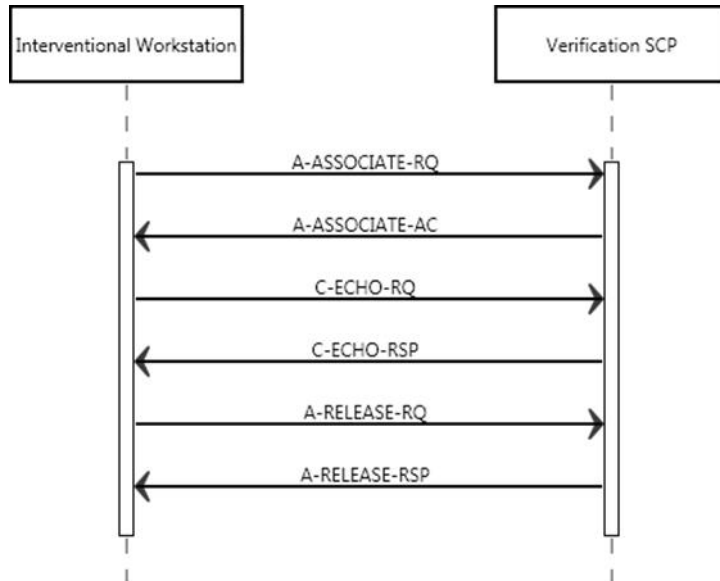 Interventional Workstation
Verification SCP
A-ASSOCIATE-RQ
A-ASSOCIATE-AC
C-ECHO-RQ
C-ECHO-RSP
A-RELEASE-RQ
A-RELEASE-RSP